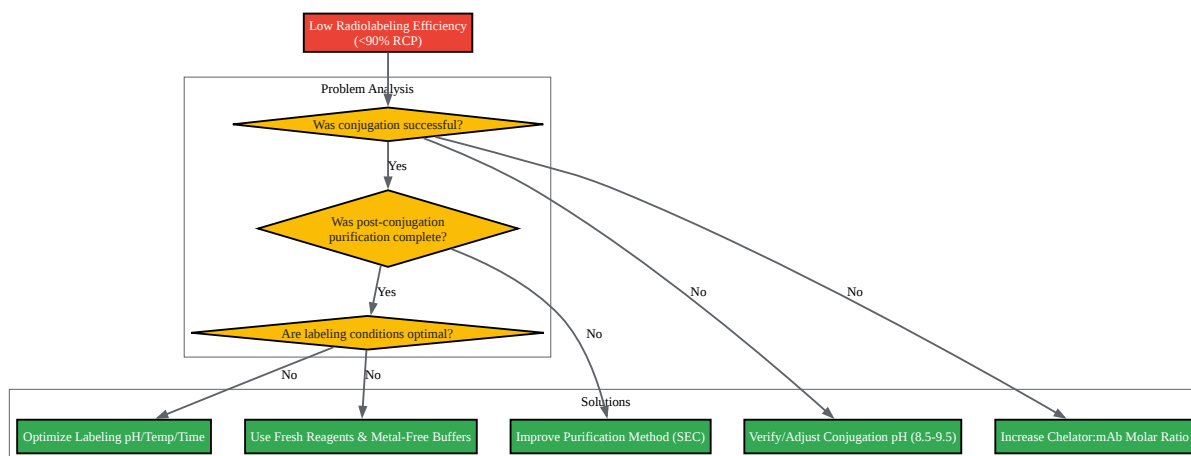 Low Radiolabeling Efficiency
(<90% RCP)
Problem Analysis
Was conjugation successful?
Yes
Was post-conjugation
purification complete?
Yes
No
No
No
Are labeling conditions optimal?
No
No
Solutions
Optimize Labeling pH/Temp/Time
Use Fresh Reagents & Metal-Free Buffers
Improve Purification Method (SEC)
Verify/Adjust Conjugation pH (8.5-9.5)
Increase Chelator:mAb Molar Ratio